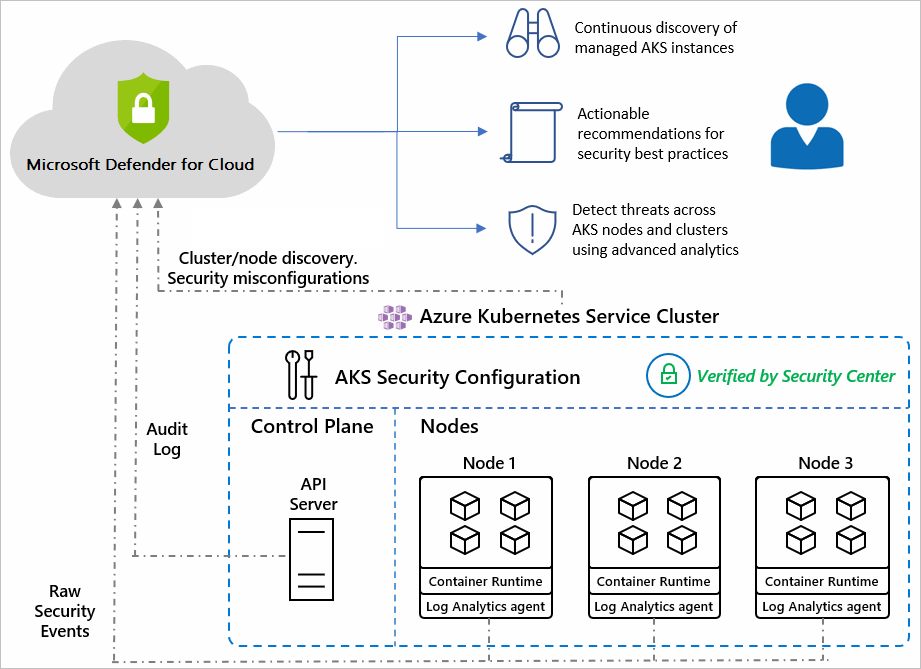 Continuous discovery of
managed AKS instances
Microsoft Defender for Cloud
Actionable
recommendations for
security best practices
Detect threats across
AKS nodes and clusters
using advanced analytics
Cluster/node discovery.
Security misconfigurations
Azure Kubernetes Service Cluster
AKS Security Configuration
Verified by Security Center
Audit
Log
Control Plane
Nodes
API
Server
Node 1
Node 2
Node 3
Container Runtime
Container Runtime
Container Runtime
Log Analytics agent
Log Analytics agent
Log Analytics agent
Raw
Security
Events